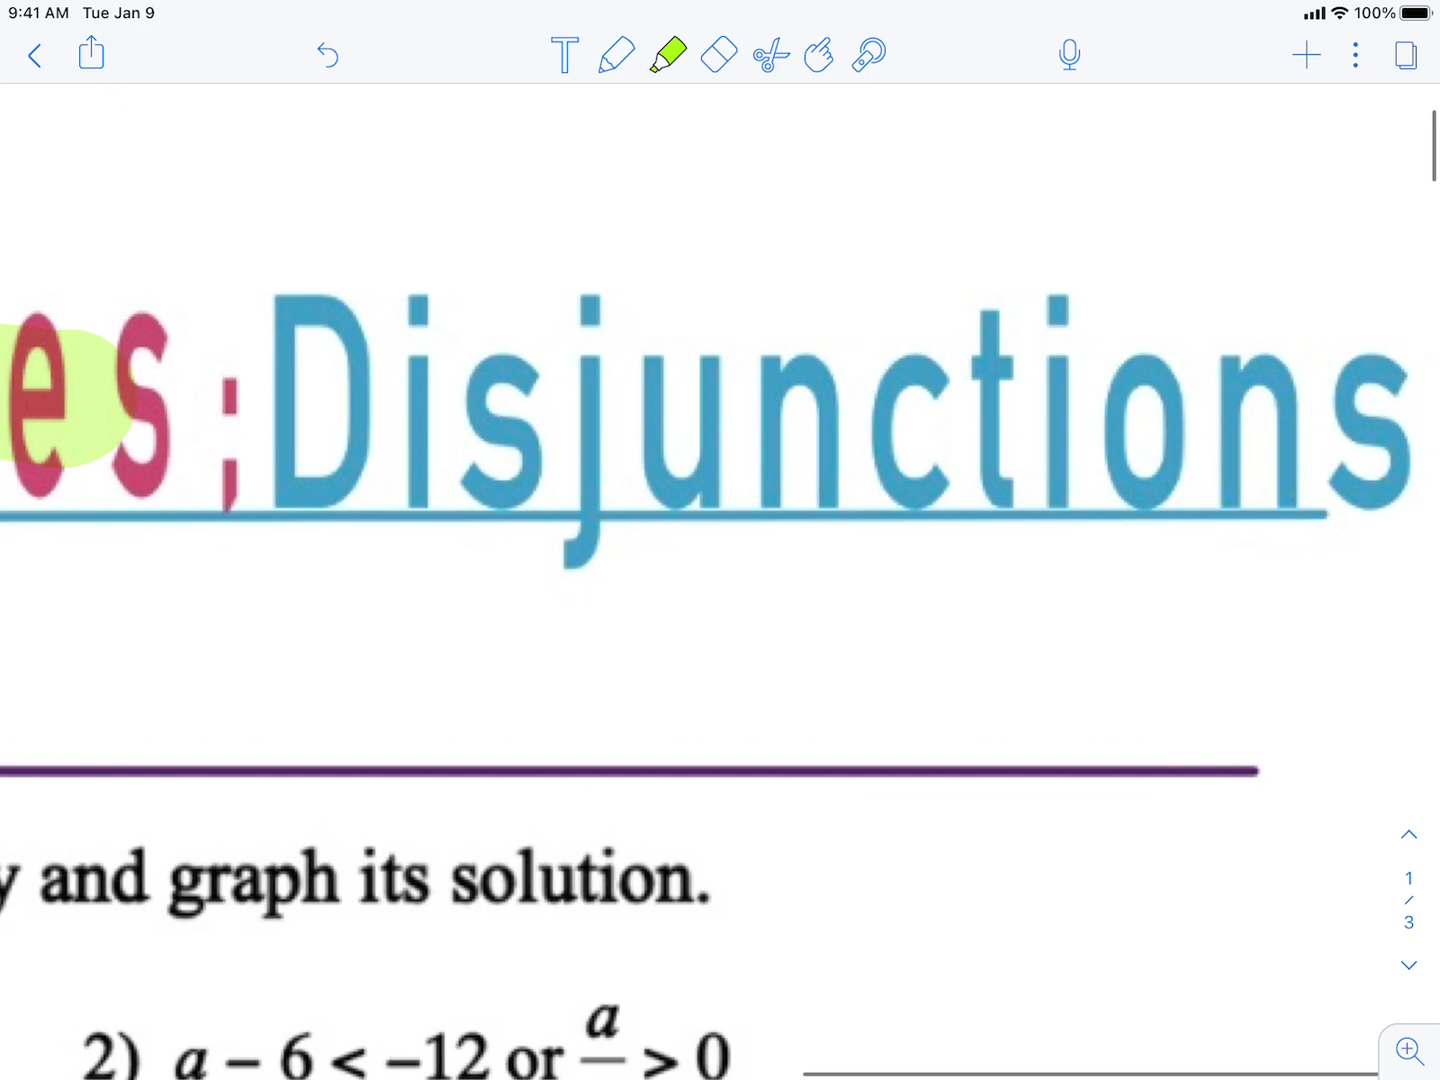 9:41 AM Tue Jan 9 100%
T
es ; Disjunctions
and graph its solution.
1
/
3
2) a − 6 < −12 or a/ > 0